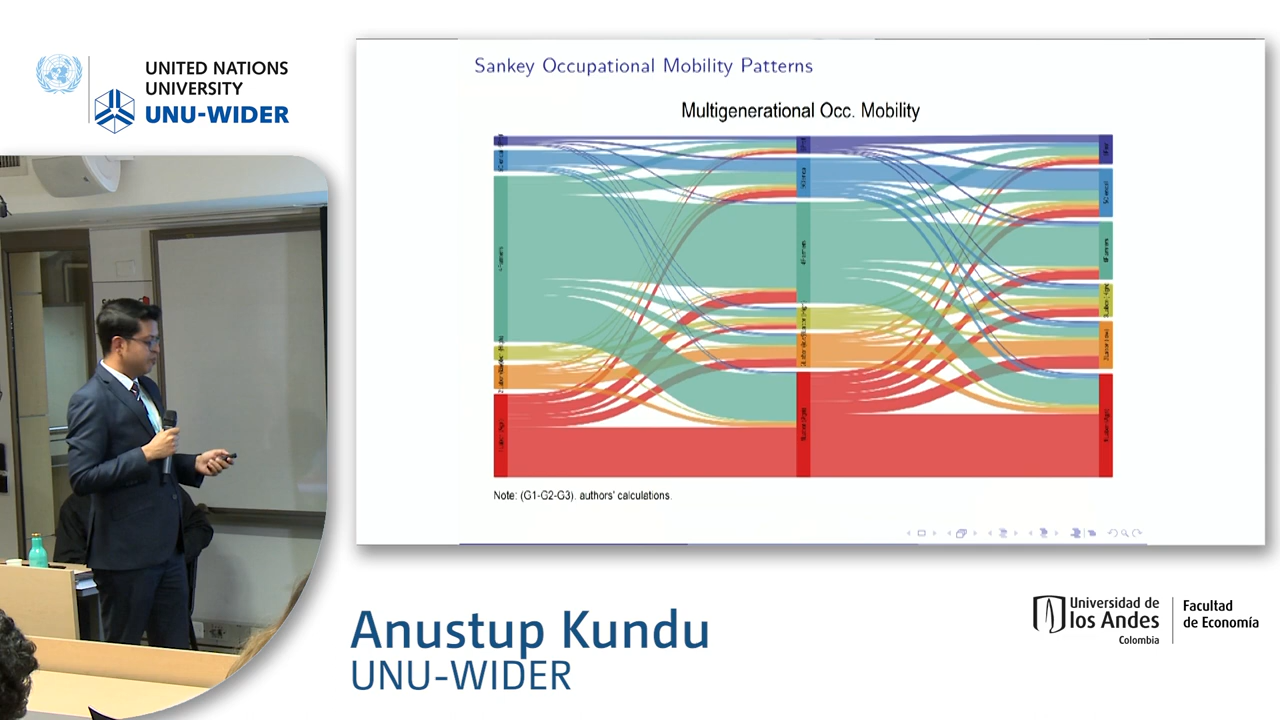 UNITED NATIONS
UNIVERSITY
UNU-WIDER
Sankey Occupational Mobility Patterns
Multigenerational Occ. Mobility
Note: (G1-G2-G3). authors' calculations.
Anustup Kundu
UNU-WIDER
Universidad de
los Andes
Colombia
Facultad
de Economía